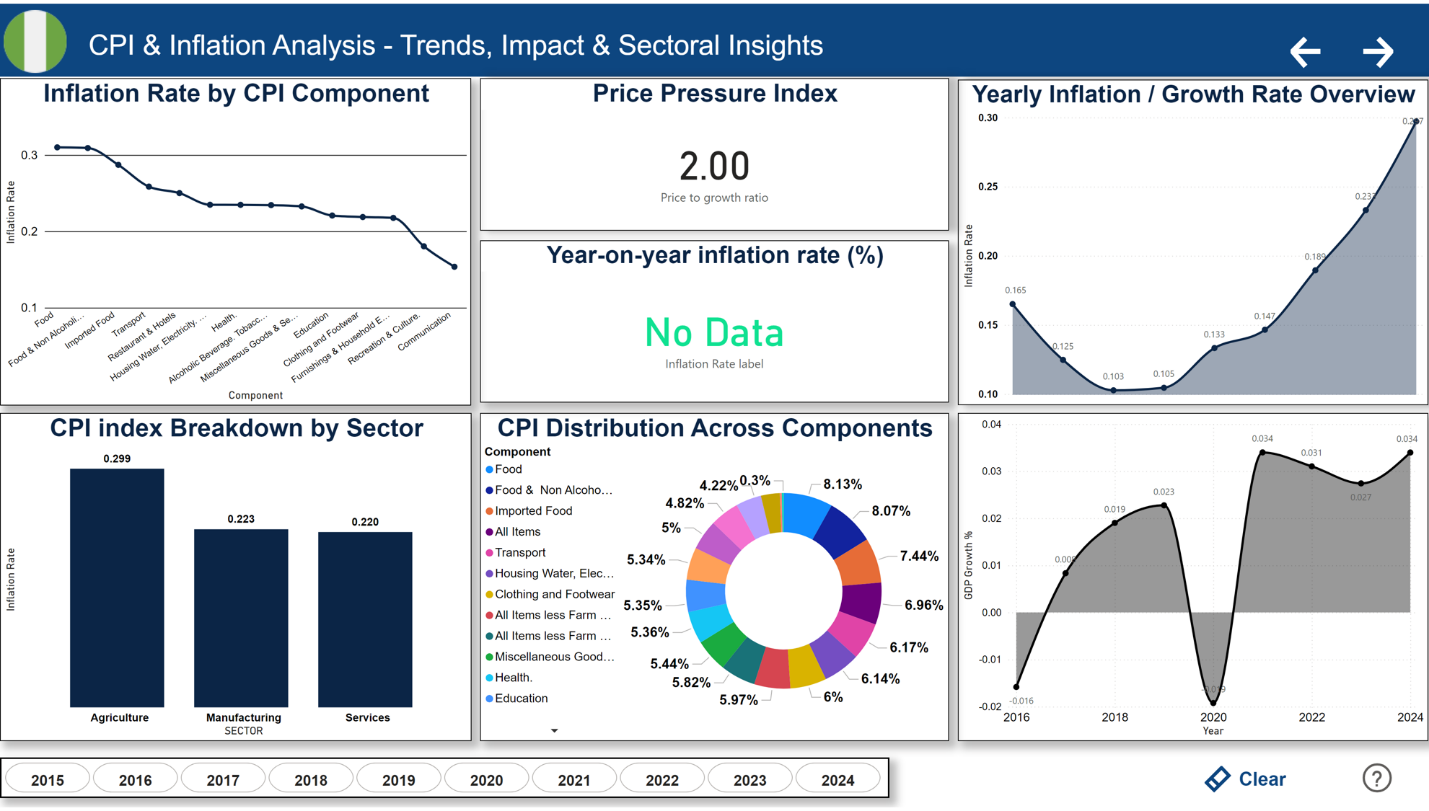 CPI & Inflation Analysis - Trends, Impact & Sectoral Insights
Inflation Rate by CPI Component
0.3
0.2
0.1
Inflation Rate
Food
Food & Non Alcoholi...
Imported Food
Transport
Restaurant & Hotels
Housing Water, Electricity. ...
Health.
Alcoholic Beverage. Tobacc...
Miscellaneous Goods & Se...
Education
Clothing and Footwear
Furnishings & Household E...
Recreation & Culture.
Communication
Component
Price Pressure Index
2.00
Price to growth ratio
Year-on-year inflation rate (%)
No Data
Inflation Rate label
Yearly Inflation / Growth Rate Overview
0.30
0.25
0.20
0.15
0.10
Inflation Rate
0.165
0.125
0.103
0.105
0.133
0.147
0.189
CPI index Breakdown by Sector
Inflation Rate
0.299
0.223
0.220
Agriculture
Manufacturing
Services
SECTOR
CPI Distribution Across Components
Component
Food
Food & Non Alcoho...
Imported Food
All Items
Transport
Housing Water, Elec...
Clothing and Footwear
All Items less Farm ...
All Items less Farm ...
Miscellaneous Good...
Health.
Education
8.13%
8.07%
7.44%
6.96%
6.17%
6.14%
6%
5.97%
5.82%
5.44%
5.36%
5.35%
5.34%
5%
4.82%
4.22%
0.3%
0.04
0.03
0.02
0.01
0.00
-0.01
-0.02
GDP Growth %
-0.016
0.019
0.023
-0.019
0.034
0.031
0.027
0.034
2016
2018
2020
2022
2024
Year
2015
2016
2017
2018
2019
2020
2021
2022
2023
2024
Clear
?